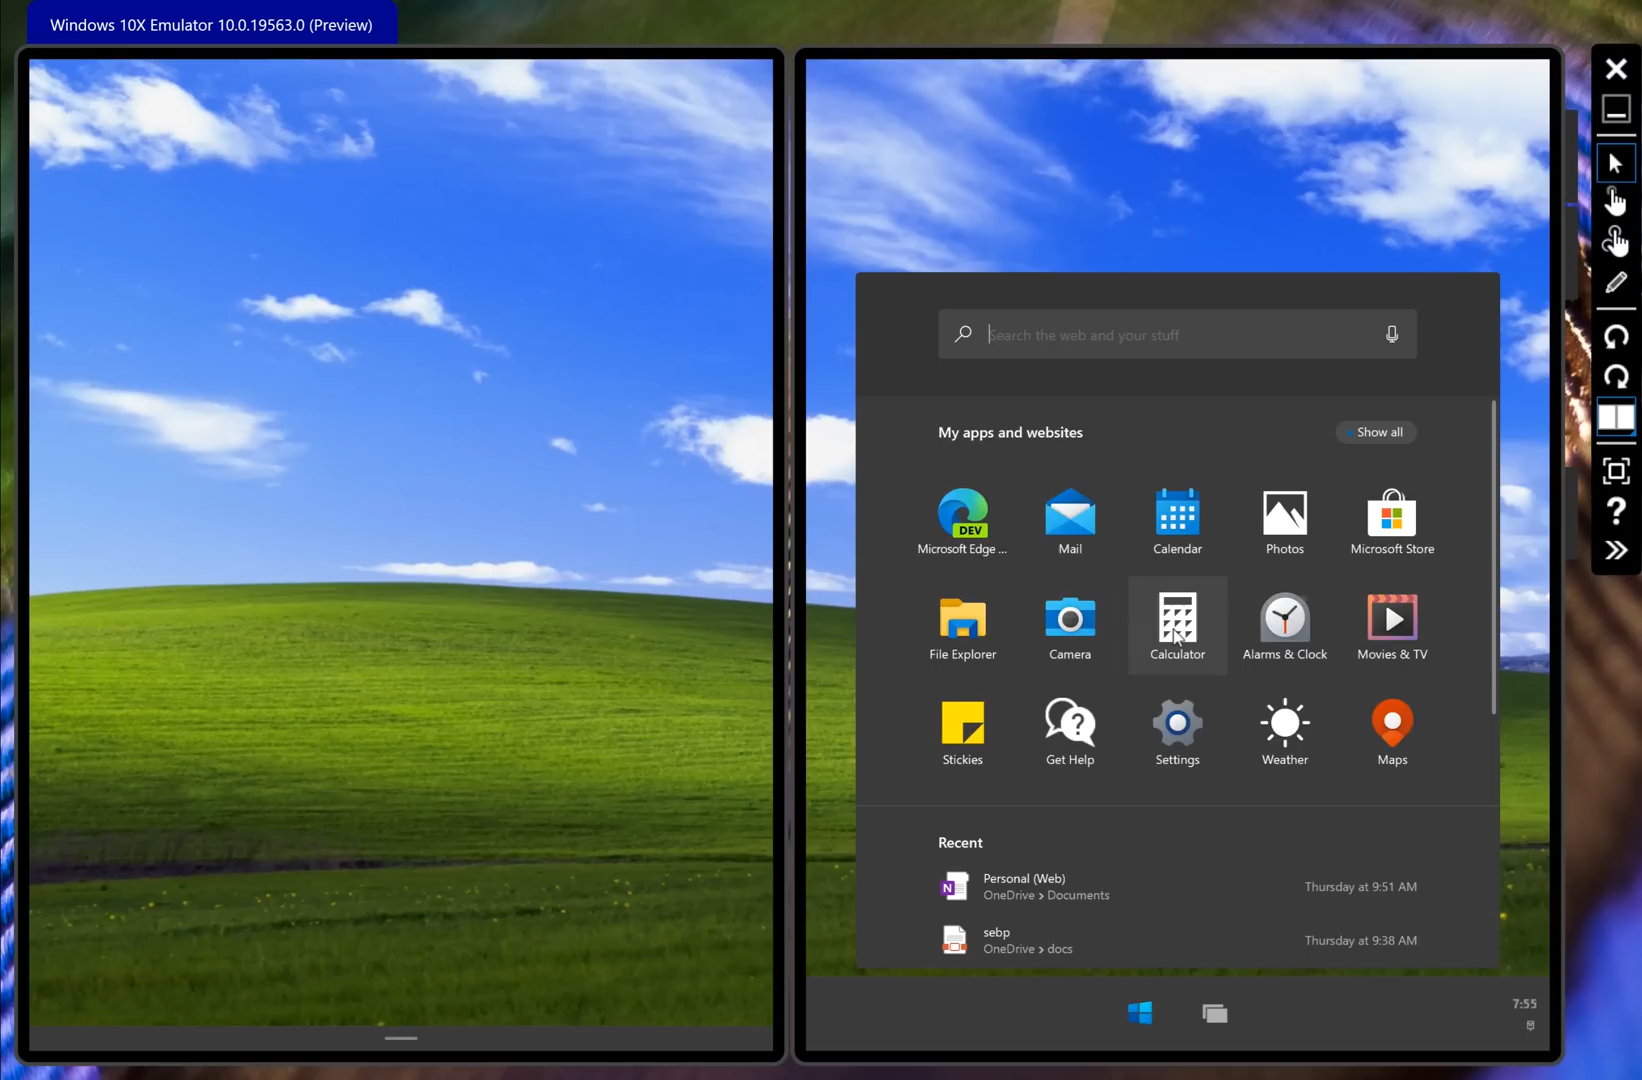 Windows 10X Emulator 10.0.19563.0 (Preview)
Search the web and your stuff
My apps and websites
Show all
DEV
Microsoft Edge ...
Mail
Calendar
Photos
Microsoft Store
File Explorer
Camera
Calculator
Alarms & Clock
Movies & TV
Stickies
Get Help
Settings
Weather
Maps
Recent
N
Personal (Web)
OneDrive > Documents
Thursday at 9:51 AM
sebp
OneDrive > docs
Thursday at 9:38 AM
7:55